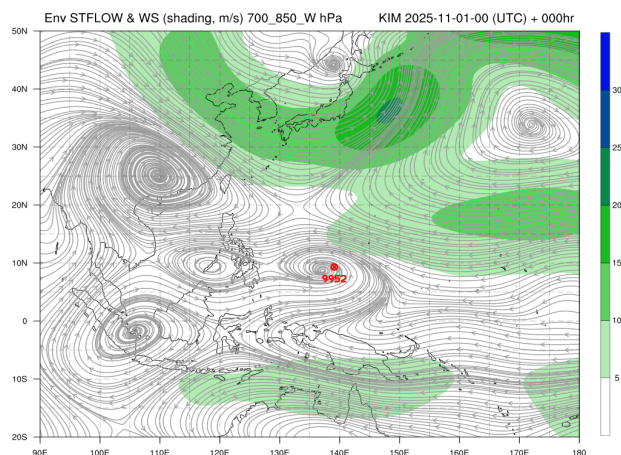 Env STFLOW & WS (shading, m/s) 700_850_W hPa KIM 2025-11-01-00 (UTC) + 000hr
50N
40N
30N
20N
10N
0
10S
20S
90E 100E 110E 120E 130E 140E 150E 160E 170E 180
9952
30
25
20
15
10
5